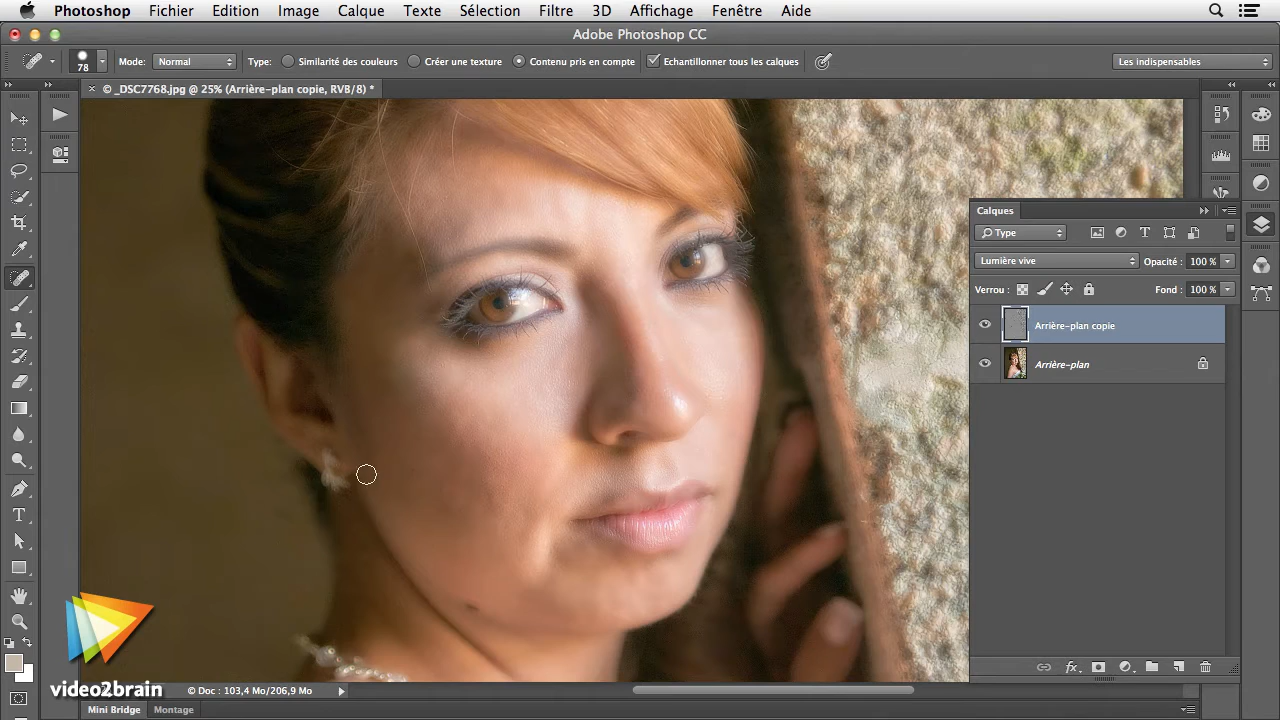 Photoshop Fichier Edition Image Calque Texte Sélection Filtre 3D Affichage Fenêtre Aide
Adobe Photoshop CC
78 Mode: Normal Type: Similarité des couleurs Créer une texture Contenu pris en compte Echantillonner tous les calques Les indispensables
© _DSC7768.jpg @ 25% (Arrière-plan copie, RVB/8) *
Calques
Type
Lumière vive Opacité : 100 %
Verrou : Fond : 100 %
Arrière-plan copie
Arrière-plan
fx
video2brain
© Doc : 103,4 Mo/206,9 Mo
Mini Bridge Montage